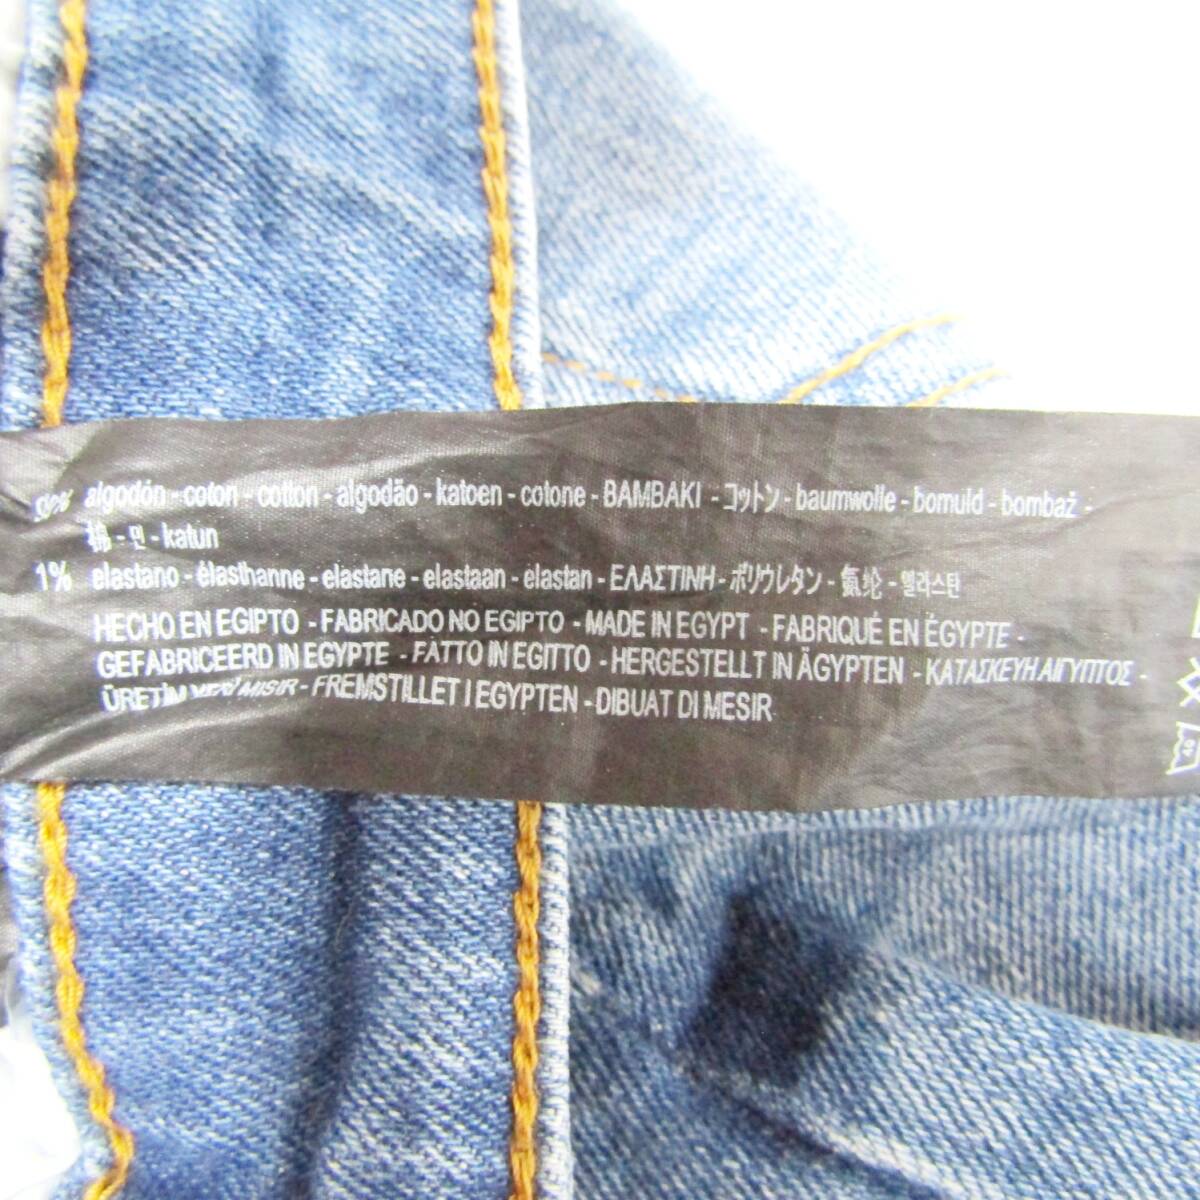 algodón - coton - cotton - algodão - katoen - cotone - BAMBAKI - コットン - baumwolle - bomuld - bombaž -
棉 - 면 - katun
1% elastano - élasthanne - elastane - elastaan - elastan - ΕΛΑΣΤΙΝΗ - ポリウレタン - 氨纶 - 엘라스탄
HECHO EN EGIPTO - FABRICADO NO EGIPTO - MADE IN EGYPT - FABRIQUÉ EN ÉGYPTE -
GEFABRICEERD IN EGYPTE - FATTO IN EGITTO - HERGESTELLT IN ÄGYPTEN - ΚΑΤΑΣΚΕΥΗ ΑΙΓΥΠΤΟΣ -
ÜRETİM MISIR - FREMSTILLET I EGYPTEN - DIBUAT DI MESIR
40